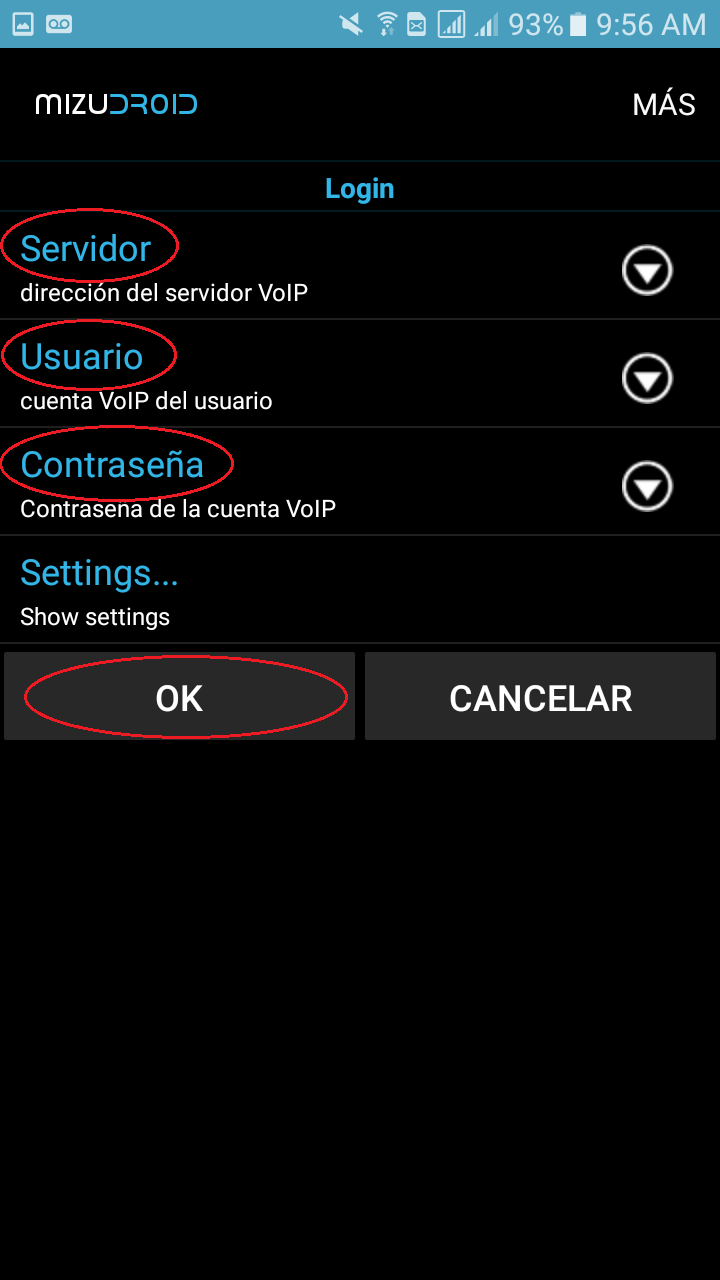 93% 9:56 AM
MIZUDROID MÁS
Login
Servidor
dirección del servidor VoIP
Usuario
cuenta VoIP del usuario
Contraseña
Contraseña de la cuenta VoIP
Settings...
Show settings
OK CANCELAR